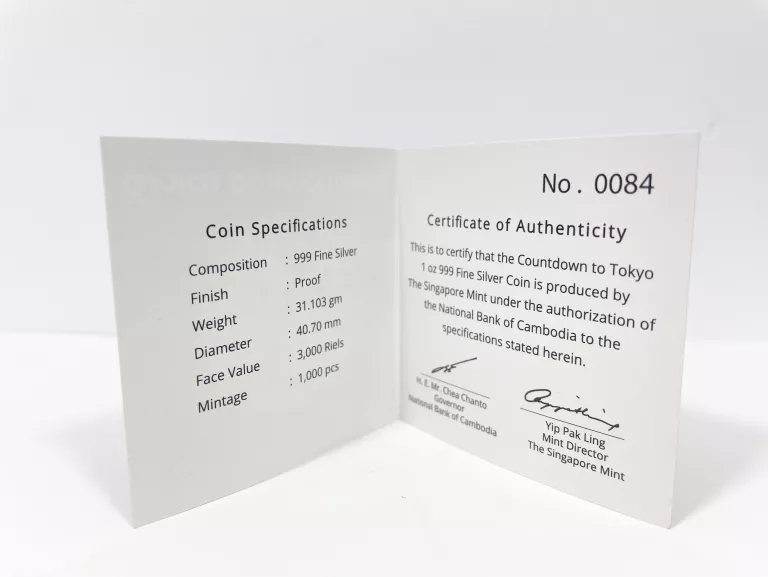 Coin Specifications
Composition : 999 Fine Silver
Finish : Proof
Weight : 31.103 gm
Diameter : 40.70 mm
Face Value : 3,000 Riels
Mintage : 1,000 pcs
No. 0084
Certificate of Authenticity
This is to certify that the Countdown to Tokyo
1 oz 999 Fine Silver Coin is produced by
The Singapore Mint under the authorization of
the National Bank of Cambodia to the
specifications stated herein.
H. E. Mr. Chea Chanto
Governor
National Bank of Cambodia
Yip Pak Ling
Mint Director
The Singapore Mint